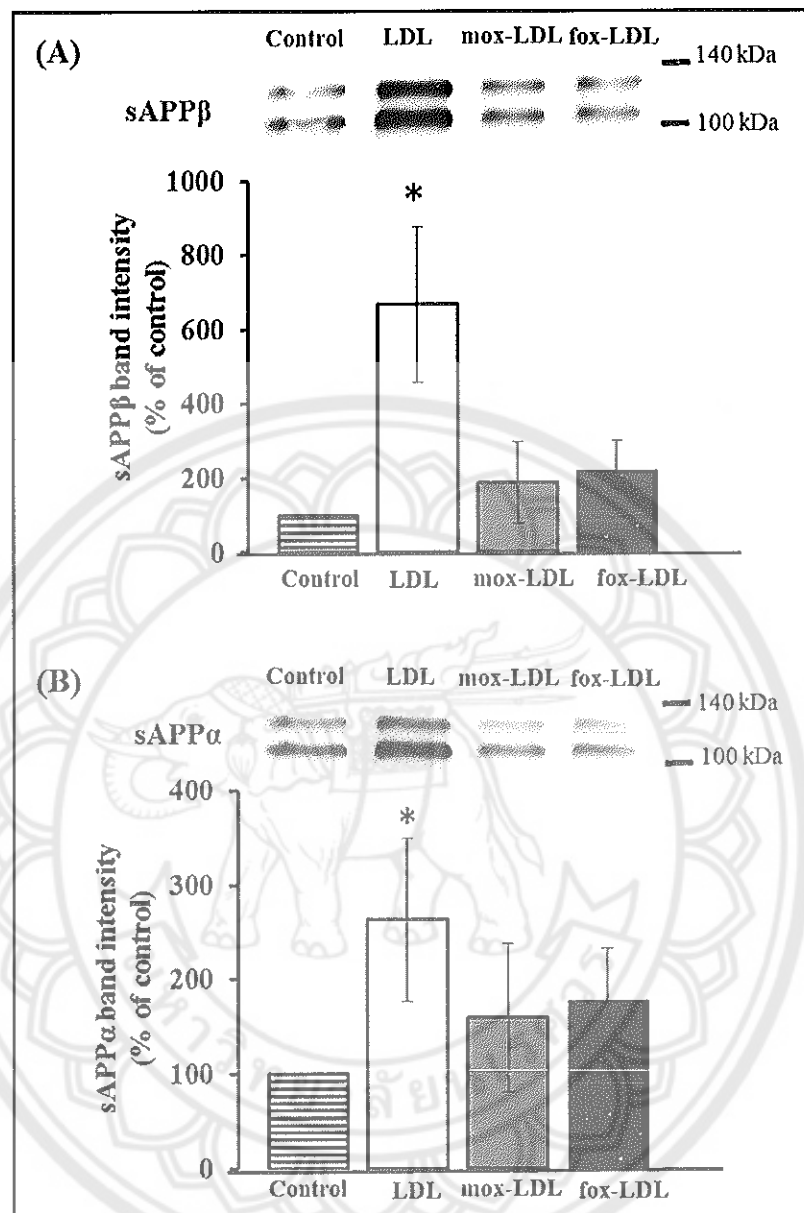 (A)
Control LDL mox-LDL fox-LDL
140 kDa
sAPPβ
100 kDa
sAPPβ band intensity
(% of control)
1000
800
600
400
200
0
*
Control LDL mox-LDL fox-LDL
(B)
Control LDL mox-LDL fox-LDL
140 kDa
sAPPα
100 kDa
sAPPα band intensity
(% of control)
400
300
200
100
0
*
Control LDL mox-LDL fox-LDL